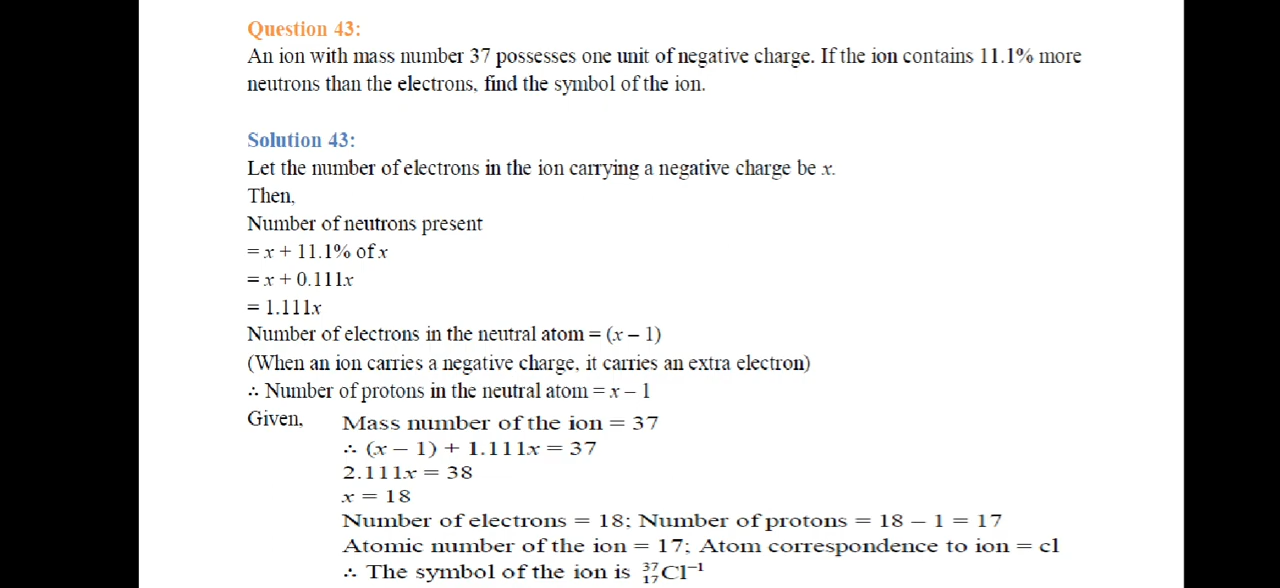 Question 43:
An ion with mass number 37 possesses one unit of negative charge. If the ion contains 11.1% more
neutrons than the electrons, find the symbol of the ion.
Solution 43:
Let the number of electrons in the ion carrying a negative charge be x.
Then,
Number of neutrons present
= x + 11.1% of x
= x + 0.111x
= 1.111x
Number of electrons in the neutral atom = (x – 1)
(When an ion carries a negative charge, it carries an extra electron)
∴ Number of protons in the neutral atom = x – 1
Given, Mass number of the ion = 37
∴ (x − 1) + 1.111x = 37
2.111x = 38
x = 18
Number of electrons = 18; Number of protons = 18 − 1 = 17
Atomic number of the ion = 17; Atom correspondence to ion = cl
∴ The symbol of the ion is ³⁷₁₇Cl⁻¹